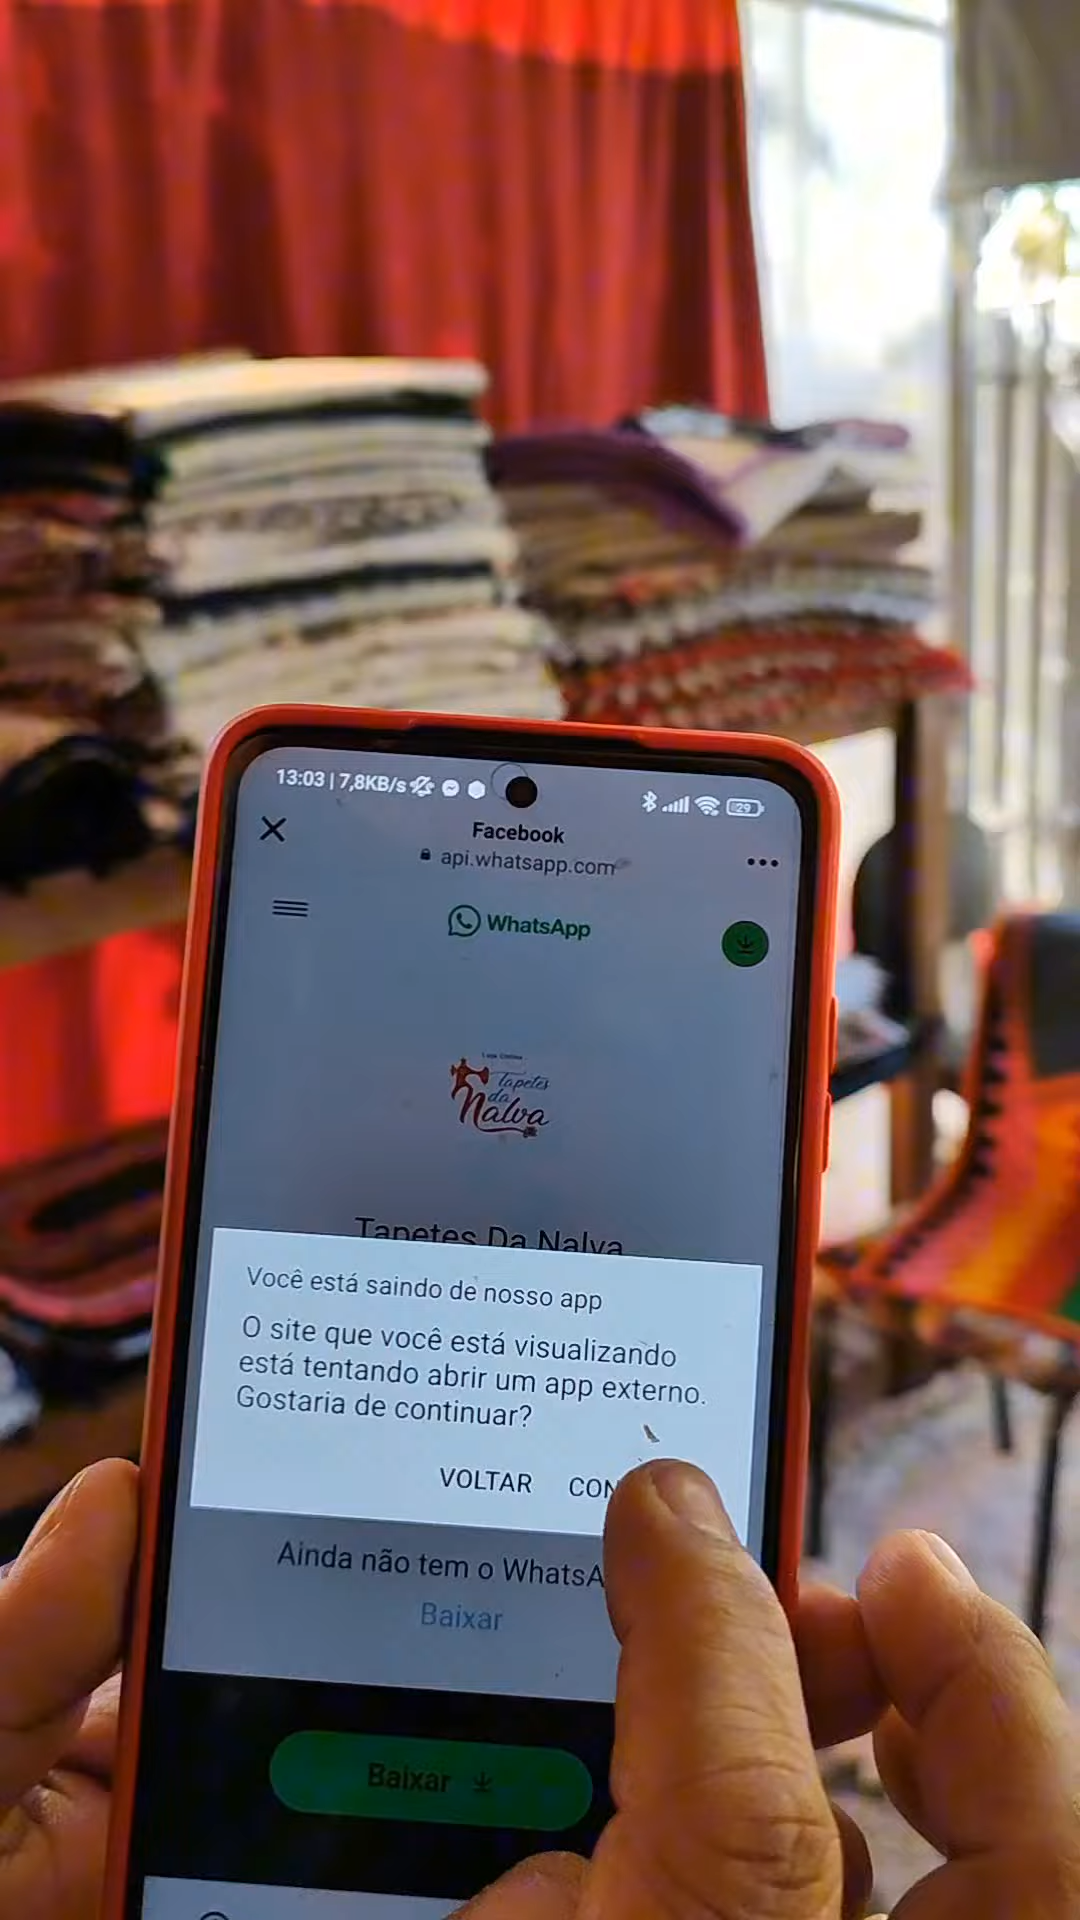 13:03 | 7,8KB/s
29
Facebook
api.whatsapp.com
WhatsApp
Tapetes
da
Nalva
Tapetes Da Nalva
Você está saindo de nosso app
O site que você está visualizando
está tentando abrir um app externo.
Gostaria de continuar?
VOLTAR CON
Ainda não tem o WhatsA
Baixar
Baixar